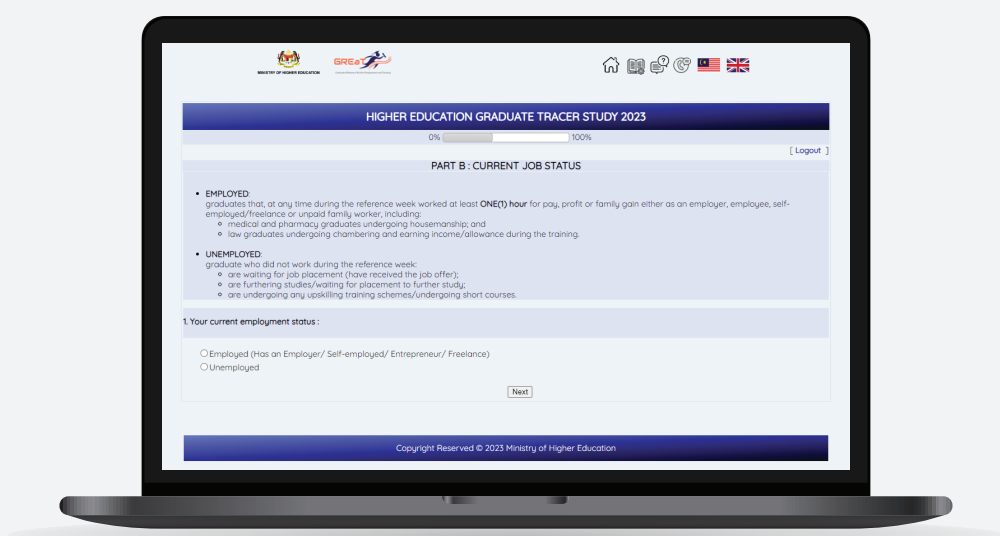 MINISTRY OF HIGHER EDUCATION
GREaT
HIGHER EDUCATION GRADUATE TRACER STUDY 2023
0% 100%
[ Logout ]
PART B : CURRENT JOB STATUS
EMPLOYED:
graduates that, at any time during the reference week worked at least ONE(1) hour for pay, profit or family gain either as an employer, employee, self-
employed/freelance or unpaid family worker, including:
medical and pharmacy graduates undergoing housemanship; and
law graduates undergoing chambering and earning income/allowance during the training.
UNEMPLOYED:
graduate who did not work during the reference week:
are waiting for job placement (have received the job offer);
are furthering studies/waiting for placement to further study;
are undergoing any upskilling training schemes/undergoing short courses.
1. Your current employment status :
Employed (Has an Employer/ Self-employed/ Entrepreneur/ Freelance)
Unemployed
Next
Copyright Reserved © 2023 Ministry of Higher Education